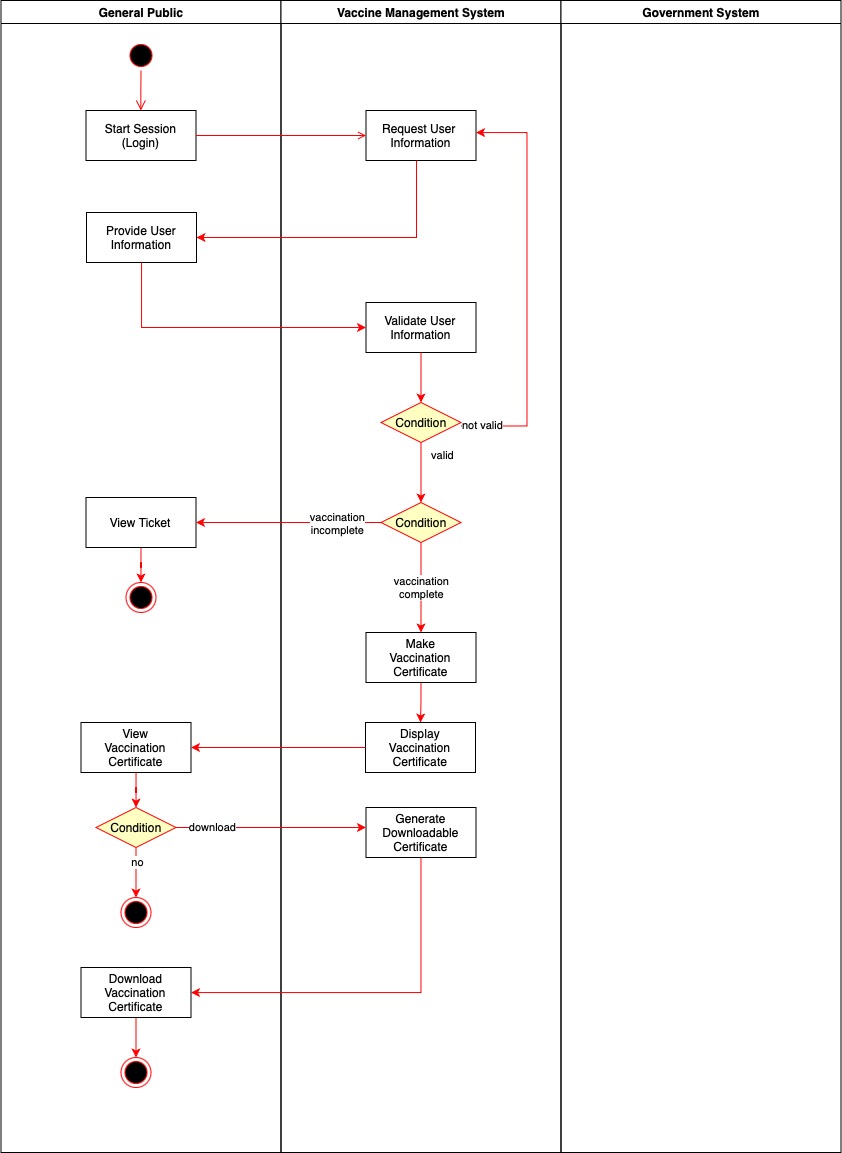 General Public
Vaccine Management System
Government System
Start Session
(Login)
Request User
Information
Provide User
Information
Validate User
Information
Condition
not valid
valid
View Ticket
vaccination
incomplete
Condition
vaccination
complete
Make
Vaccination
Certificate
View
Vaccination
Certificate
Display
Vaccination
Certificate
Condition
download
Generate
Downloadable
Certificate
no
Download
Vaccination
Certificate